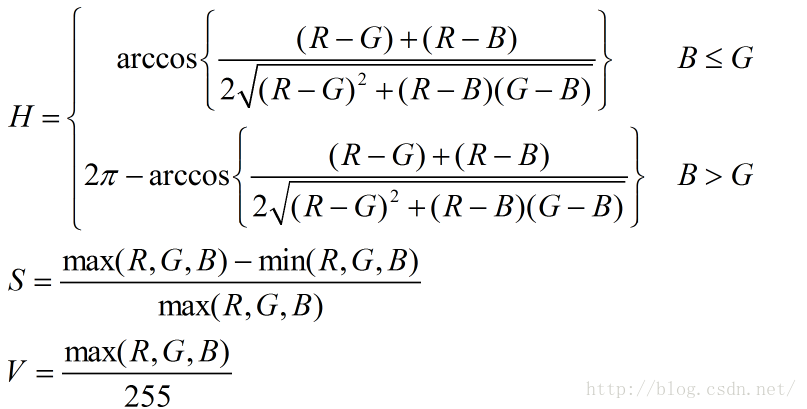 H = { arccos{ ((R − G) + (R − B)) / (2√((R − G)² + (R − B)(G − B))) } B ≤ G
2π − arccos{ ((R − G) + (R − B)) / (2√((R − G)² + (R − B)(G − B))) } B > G
S = (max(R, G, B) − min(R, G, B)) / max(R, G, B)
V = max(R, G, B) / 255
http://blog.csdn.net/